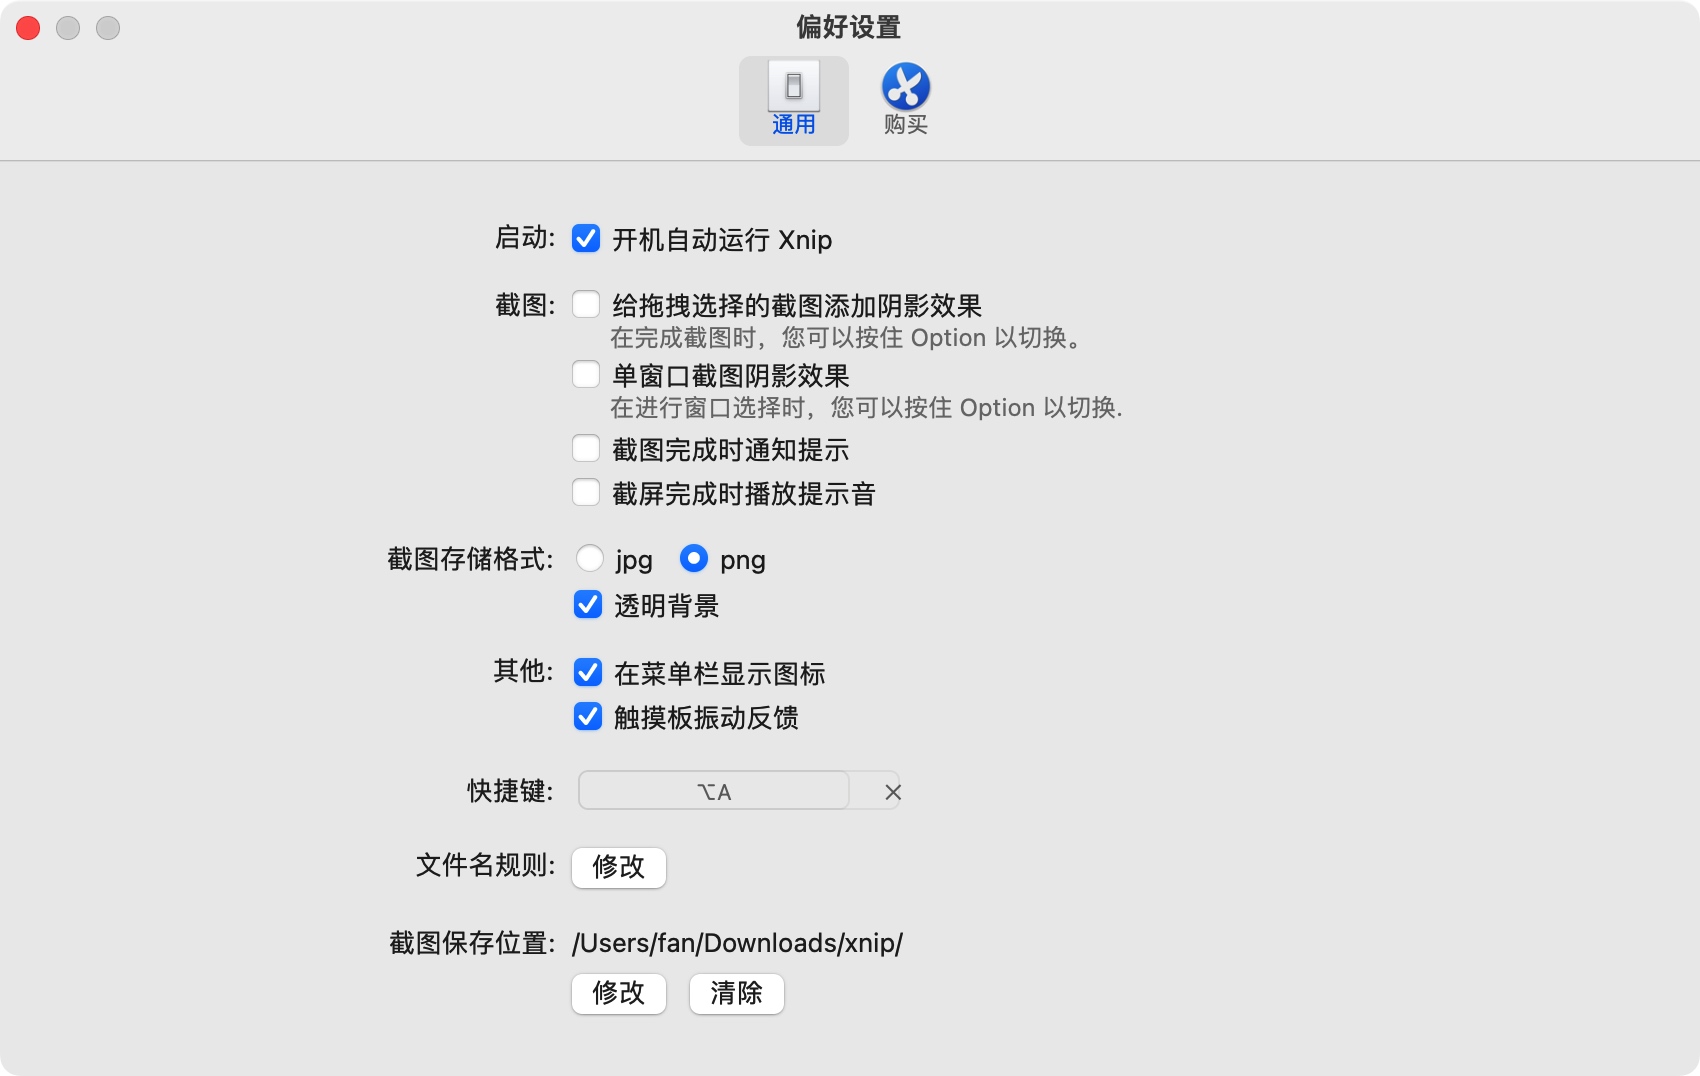 偏好设置
通用
购买
启动: 开机自动运行 Xnip
截图: 给拖拽选择的截图添加阴影效果
在完成截图时，您可以按住 Option 以切换。
单窗口截图阴影效果
在进行窗口选择时，您可以按住 Option 以切换.
截图完成时通知提示
截屏完成时播放提示音
截图存储格式: jpg png
透明背景
其他: 在菜单栏显示图标
触摸板振动反馈
快捷键: ⌥A
文件名规则: 修改
截图保存位置: /Users/fan/Downloads/xnip/
修改 清除